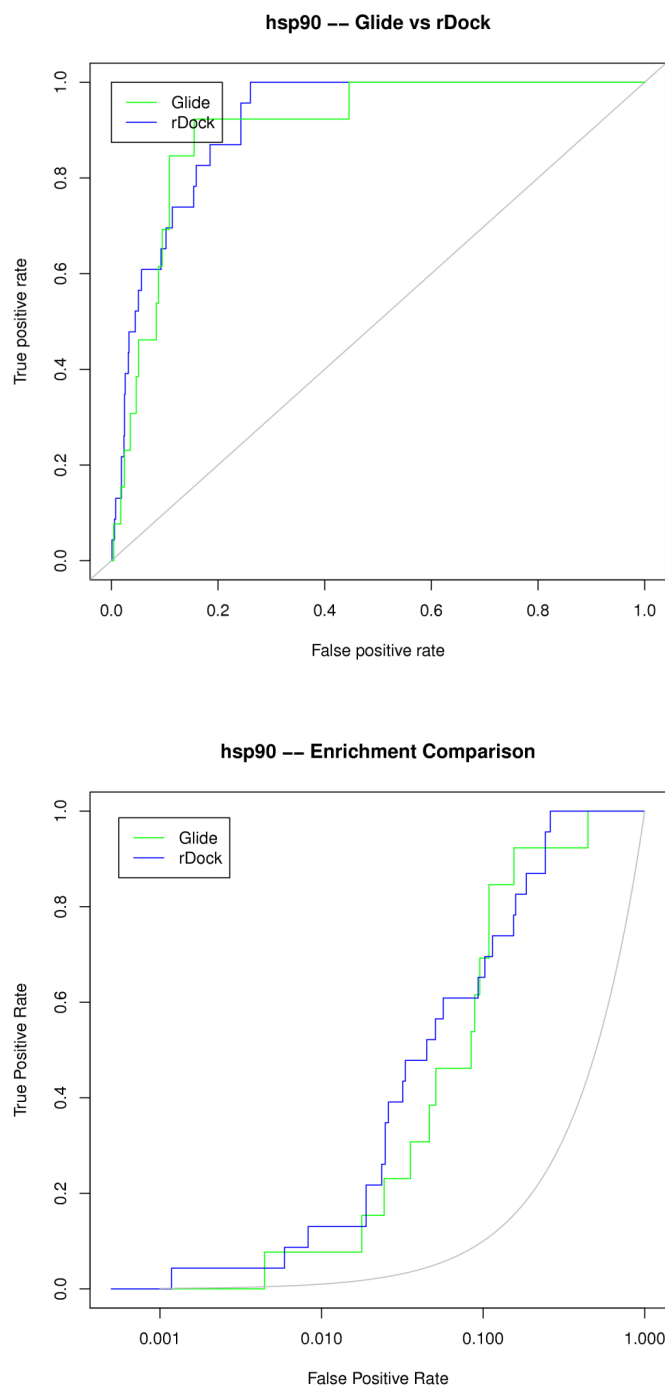 hsp90 −− Glide vs rDock
Glide
rDock
True positive rate
1.0
0.8
0.6
0.4
0.2
0.0
0.0 0.2 0.4 0.6 0.8 1.0
False positive rate
hsp90 −− Enrichment Comparison
Glide
rDock
True Positive Rate
1.0
0.8
0.6
0.4
0.2
0.0
0.001 0.010 0.100 1.000
False Positive Rate